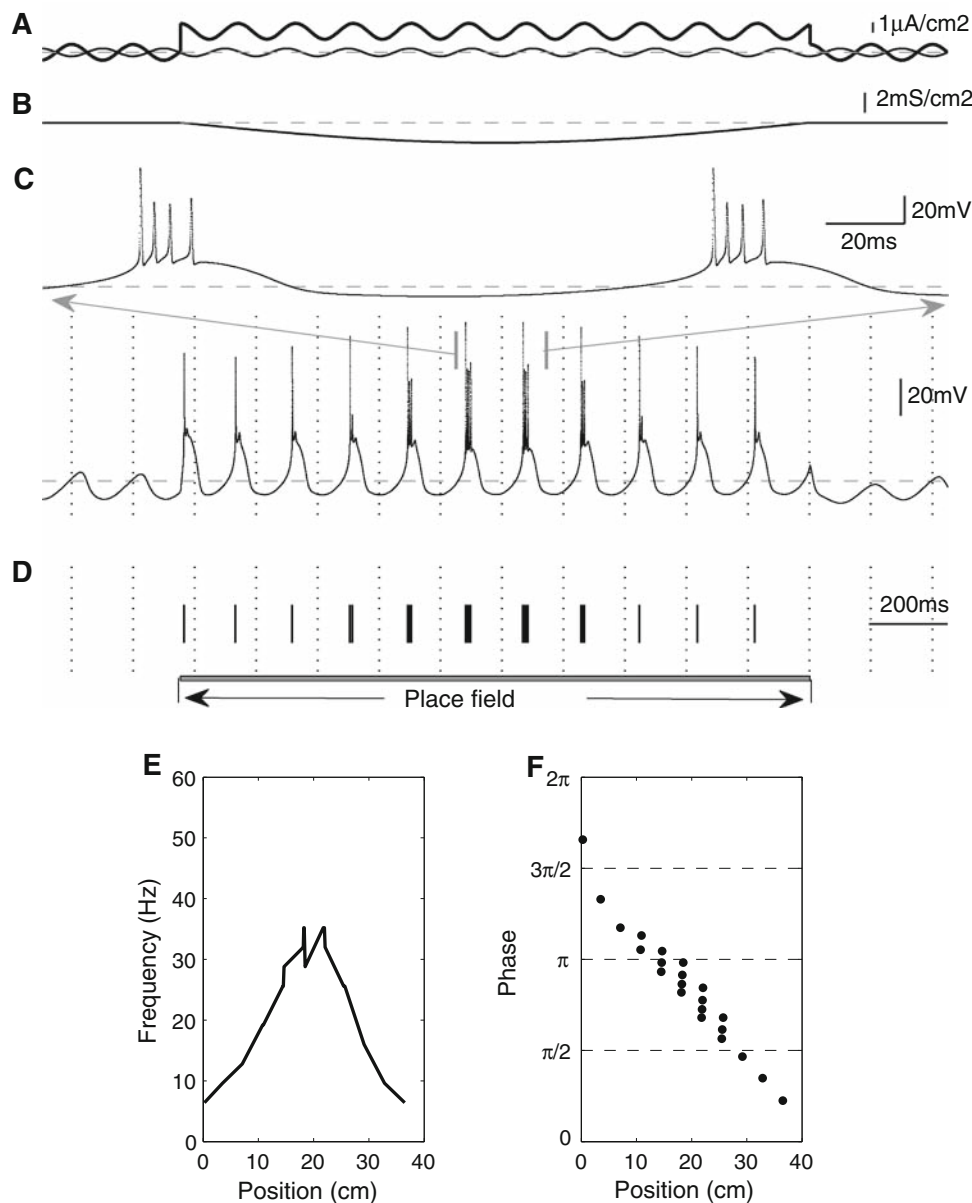 A
1μA/cm2
B
2mS/cm2
C
20mV
20ms
20mV
D
200ms
Place field
E
60
50
40
30
20
10
0
Frequency (Hz)
0 10 20 30 40
Position (cm)
F
2π
3π/2
π
π/2
0
Phase
0 10 20 30 40
Position (cm)